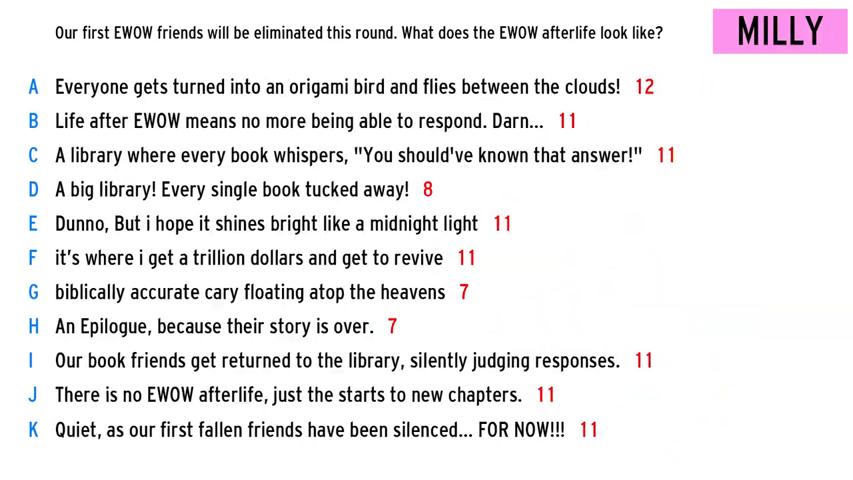 Our first EWOW friends will be eliminated this round. What does the EWOW afterlife look like?
MILLY
A Everyone gets turned into an origami bird and flies between the clouds! 12
B Life after EWOW means no more being able to respond. Darn... 11
C A library where every book whispers, "You should've known that answer!" 11
D A big library! Every single book tucked away! 8
E Dunno, But i hope it shines bright like a midnight light 11
F it's where i get a trillion dollars and get to revive 11
G biblically accurate cary floating atop the heavens 7
H An Epilogue, because their story is over. 7
I Our book friends get returned to the library, silently judging responses. 11
J There is no EWOW afterlife, just the starts to new chapters. 11
K Quiet, as our first fallen friends have been silenced... FOR NOW!!! 11